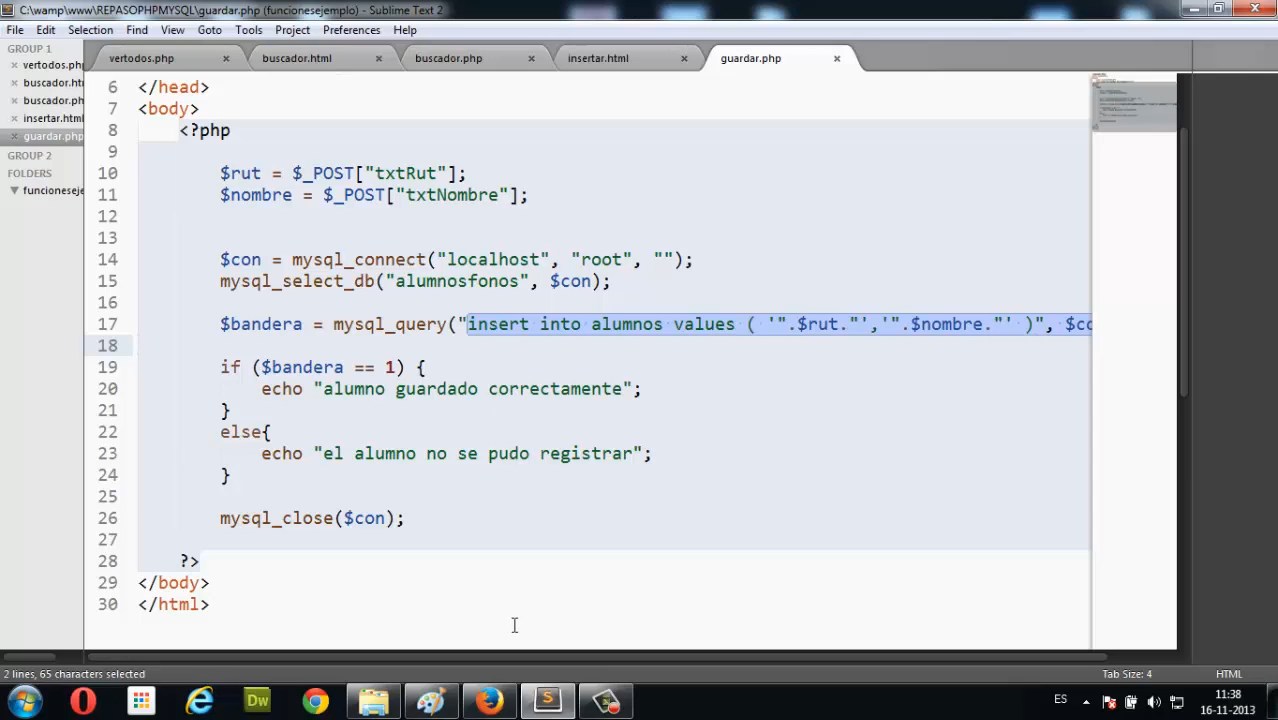 C:\wamp\www\REPASOPHPMYSQL\guardar.php (funcionesejemplo) - Sublime Text 2
File Edit Selection Find View Goto Tools Project Preferences Help
GROUP 1
vertodos.php
buscador.ht
buscador.ph
insertar.html
guardar.php
GROUP 2
FOLDERS
funcioneseje
vertodos.php buscador.html buscador.php insertar.html guardar.php
6 </head>
7 <body>
8 <?php
9
10 $rut = $_POST["txtRut"];
11 $nombre = $_POST["txtNombre"];
12
13
14 $con = mysql_connect("localhost", "root", "");
15 mysql_select_db("alumnosfonos", $con);
16
17 $bandera = mysql_query("insert into alumnos values ( '".$rut."','".$nombre."' )", $co
18
19 if ($bandera == 1) {
20 echo "alumno guardado correctamente";
21 }
22 else{
23 echo "el alumno no se pudo registrar";
24 }
25
26 mysql_close($con);
27
28 ?>
29 </body>
30 </html>
2 lines, 65 characters selected Tab Size: 4 HTML
Dw S ES 11:38
16-11-2013